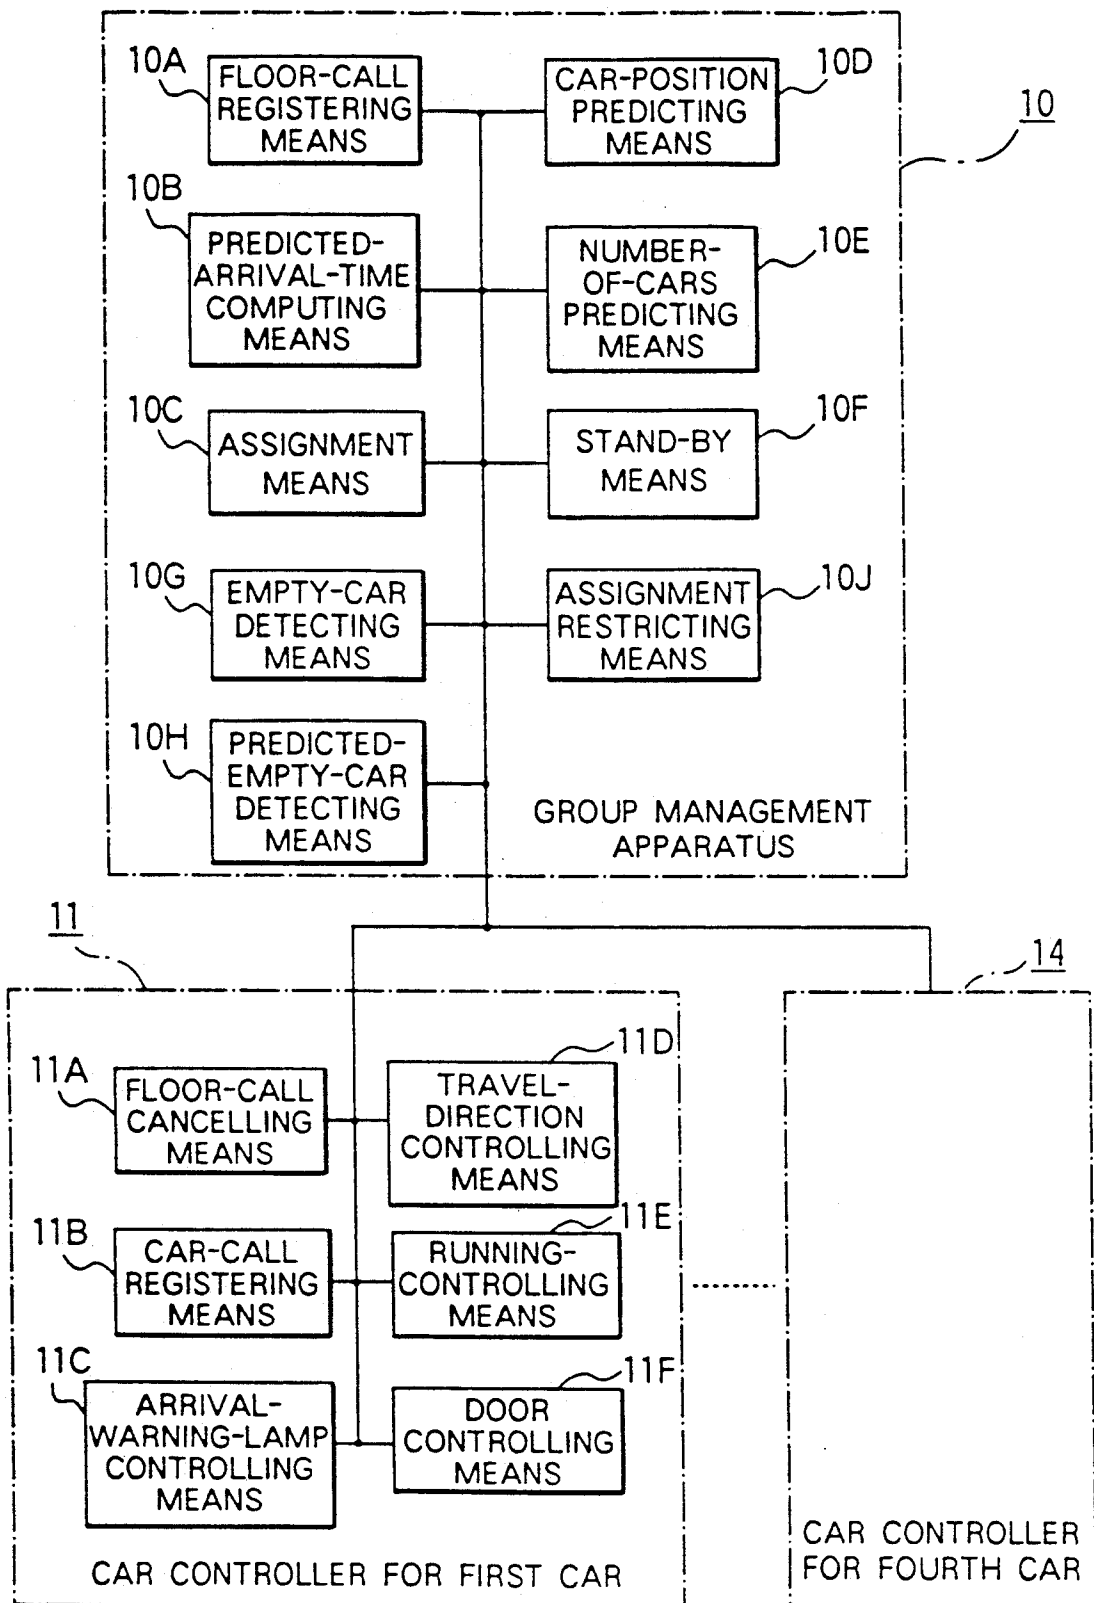 10A
FLOOR-CALL
REGISTERING
MEANS
CAR-POSITION
PREDICTING
MEANS
10D
10
10B
PREDICTED-
ARRIVAL-TIME
COMPUTING
MEANS
NUMBER-
OF-CARS
PREDICTING
MEANS
10E
10C
ASSIGNMENT
MEANS
STAND-BY
MEANS
10F
10G
EMPTY-CAR
DETECTING
MEANS
ASSIGNMENT
RESTRICTING
MEANS
10J
10H
PREDICTED-
EMPTY-CAR
DETECTING
MEANS
GROUP MANAGEMENT
APPARATUS
11
14
11A
FLOOR-CALL
CANCELLING
MEANS
11D
TRAVEL-
DIRECTION
CONTROLLING
MEANS
11B
CAR-CALL
REGISTERING
MEANS
11E
RUNNING-
CONTROLLING
MEANS
11C
ARRIVAL-
WARNING-LAMP
CONTROLLING
MEANS
11F
DOOR
CONTROLLING
MEANS
CAR CONTROLLER FOR FIRST CAR
CAR CONTROLLER
FOR FOURTH CAR